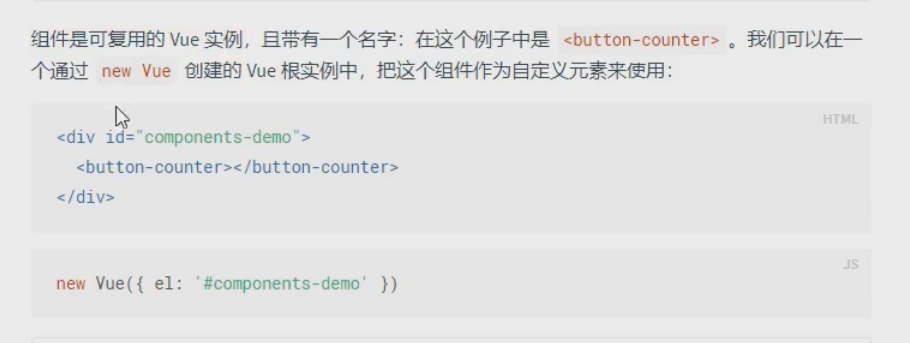 组件是可复用的 Vue 实例，且带有一个名字：在这个例子中是 <button-counter> 。我们可以在一
个通过 new Vue 创建的 Vue 根实例中，把这个组件作为自定义元素来使用：
HTML
<div id="components-demo">
  <button-counter></button-counter>
</div>
JS
new Vue({ el: '#components-demo' })